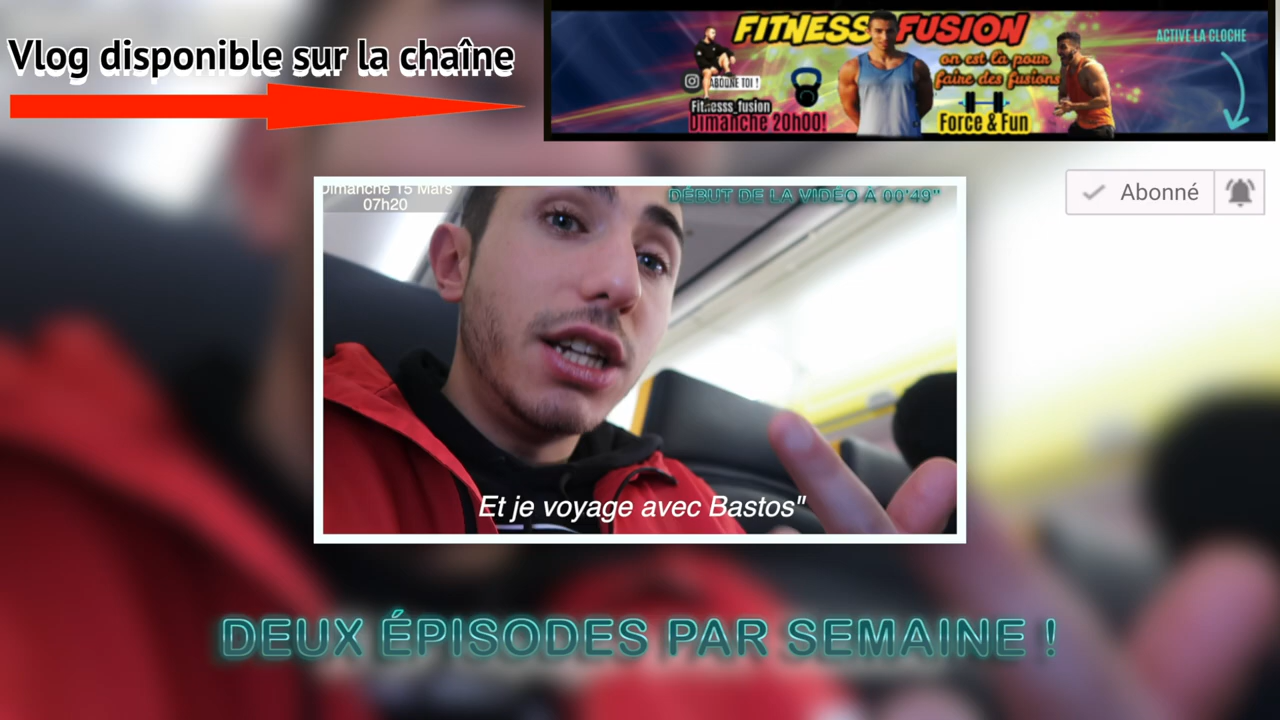 Vlog disponible sur la chaîne
FITNESS FUSION
on est là pour
faire des fusions
ACTIVE LA CLOCHE
ABONNE TOI !
Fit.fitnesss_fusion
Dimanche 20h00!
Force & Fun
Abonné
Dimanche 15 Mars
07h20
DÉBUT DE LA VIDÉO À 00'49"
Et je voyage avec Bastos"
DEUX ÉPISODES PAR SEMAINE !